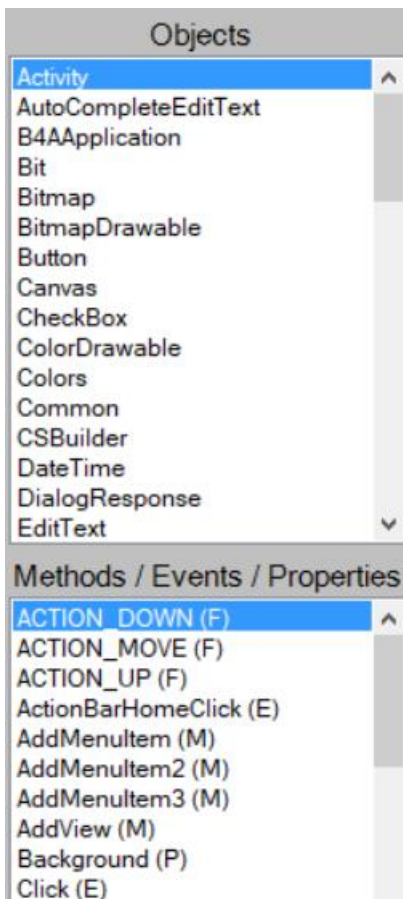 Objects
Activity
AutoCompleteEditText
B4AApplication
Bit
Bitmap
BitmapDrawable
Button
Canvas
CheckBox
ColorDrawable
Colors
Common
CSBuilder
DateTime
DialogResponse
EditText
Methods / Events / Properties
ACTION_DOWN (F)
ACTION_MOVE (F)
ACTION_UP (F)
ActionBarHomeClick (E)
AddMenuItem (M)
AddMenuItem2 (M)
AddMenuItem3 (M)
AddView (M)
Background (P)
Click (E)